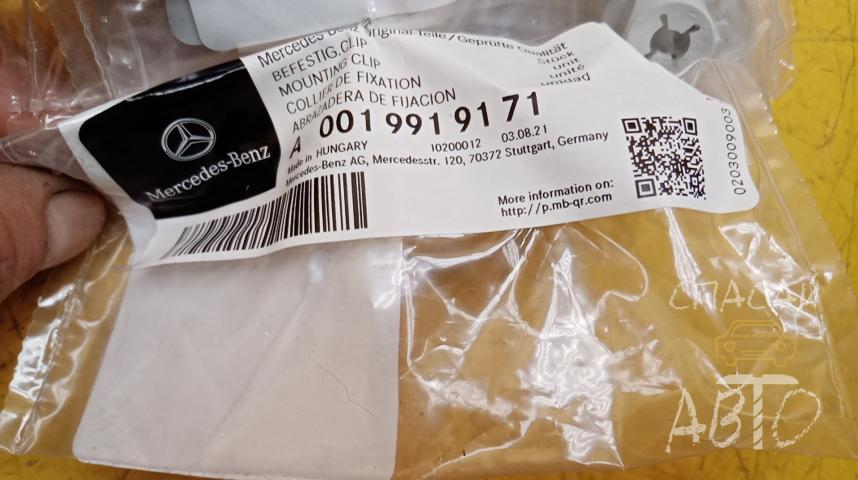 Mercedes-Benz Original-Teile/Geprüfte Qualität
BEFESTIG.CLIP
MOUNTING CLIP
COLLIER DE FIXATION
ABRAZADERA DE FIJACION
Stück
unit
unité
unidad
A 001 991 91 71
Made in HUNGARY 10200012 03.08.21
Mercedes-Benz AG, Mercedesstr. 120, 70372 Stuttgart, Germany
Mercedes-Benz
More information on:
http://p.mb-qr.com
0203009003
СПАСАЙ
АВТО